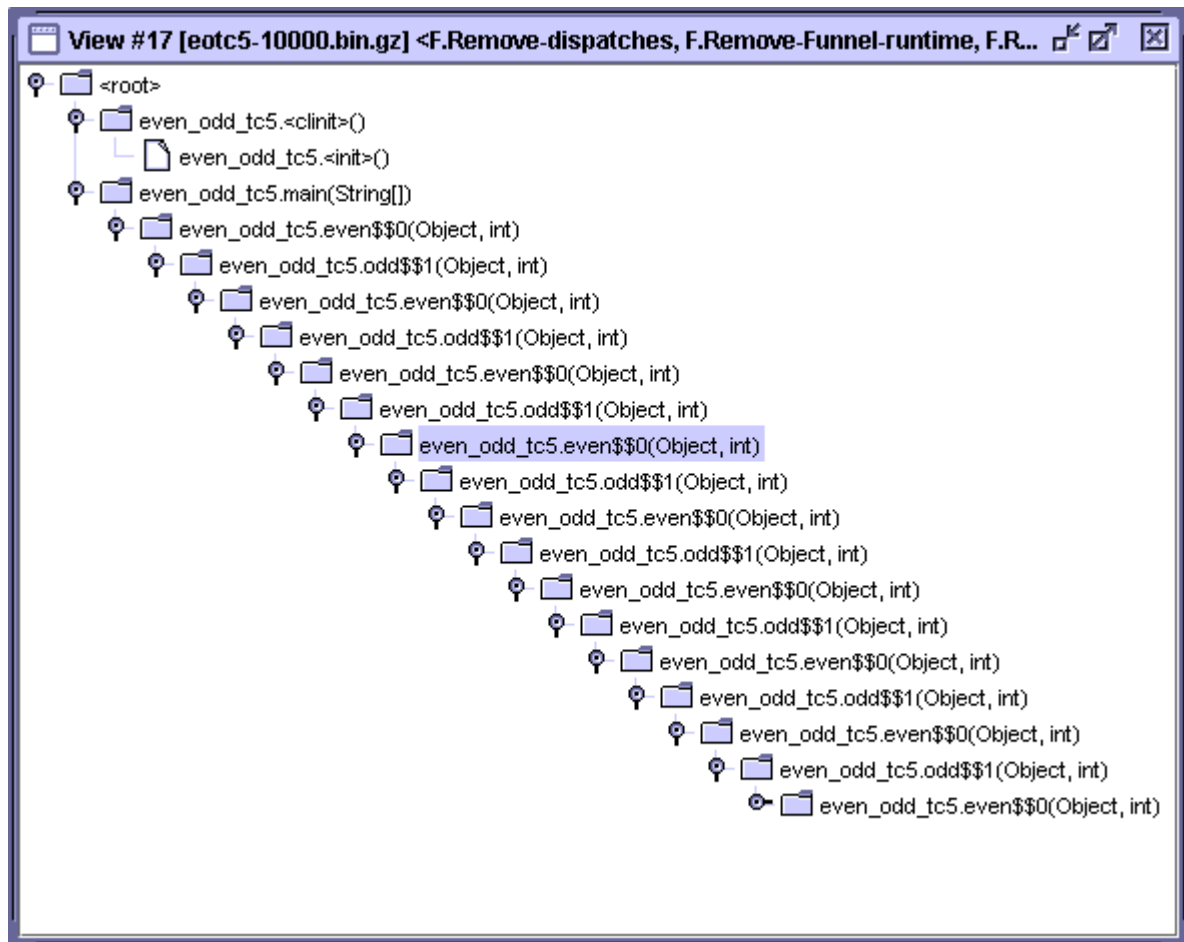 View #17 [eotc5-10000.bin.gz] <F.Remove-dispatches, F.Remove-Funnel-runtime, F.R...
<root>
even_odd_tc5.<clinit>()
even_odd_tc5.<init>()
even_odd_tc5.main(String[])
even_odd_tc5.even$$0(Object, int)
even_odd_tc5.odd$$1(Object, int)
even_odd_tc5.even$$0(Object, int)
even_odd_tc5.odd$$1(Object, int)
even_odd_tc5.even$$0(Object, int)
even_odd_tc5.odd$$1(Object, int)
even_odd_tc5.even$$0(Object, int)
even_odd_tc5.odd$$1(Object, int)
even_odd_tc5.even$$0(Object, int)
even_odd_tc5.odd$$1(Object, int)
even_odd_tc5.even$$0(Object, int)
even_odd_tc5.odd$$1(Object, int)
even_odd_tc5.even$$0(Object, int)
even_odd_tc5.odd$$1(Object, int)
even_odd_tc5.even$$0(Object, int)
even_odd_tc5.odd$$1(Object, int)
even_odd_tc5.even$$0(Object, int)